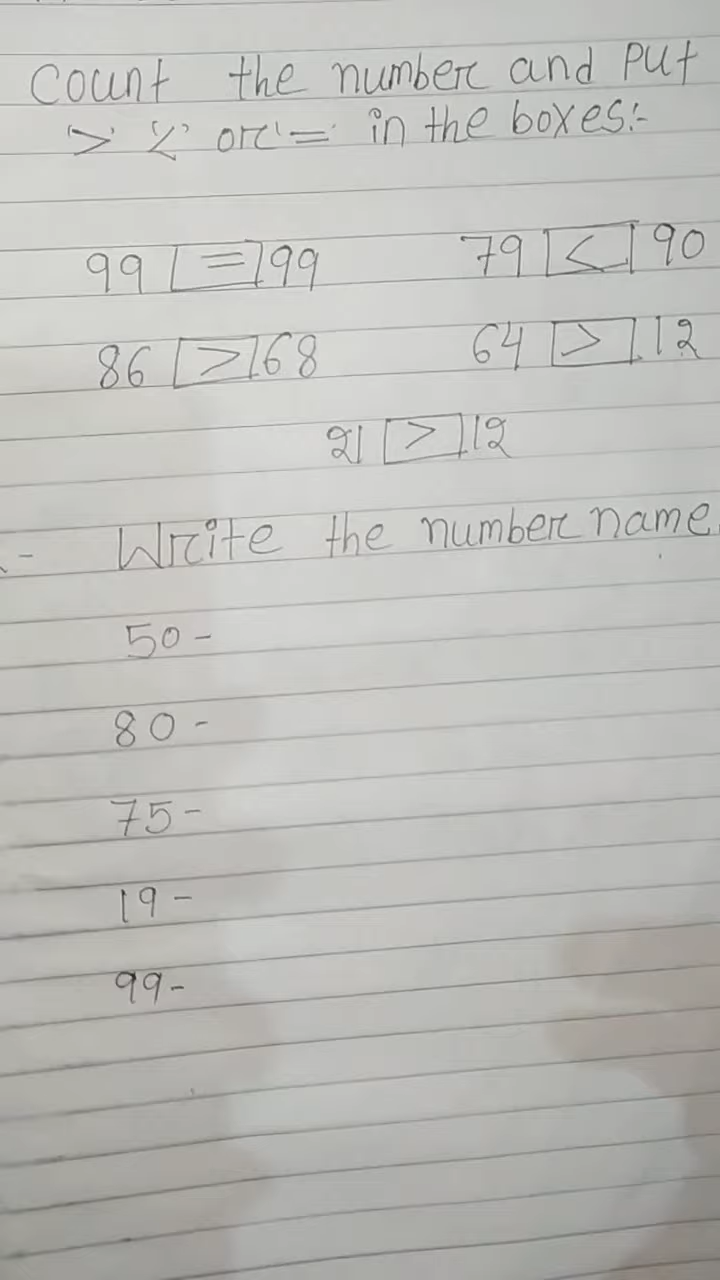 Count the number and put
'>' '<' or '=' in the boxes:-
99 = 99 79 < 90
86 > 68 64 > 12
21 > 12
Write the number name
50 -
80 -
75 -
19 -
99 -